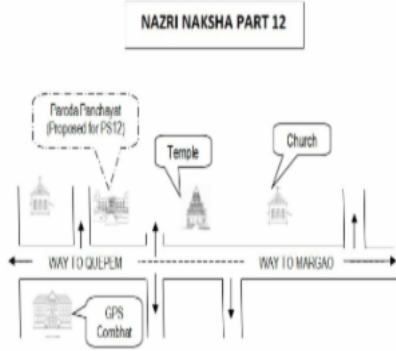 NAZRI NAKSHA PART 12
Paroda Panchayat
(Proposed for PS12)
Temple
Church
WAY TO QUEPEM
WAY TO MARGAO
GPS
Combhat